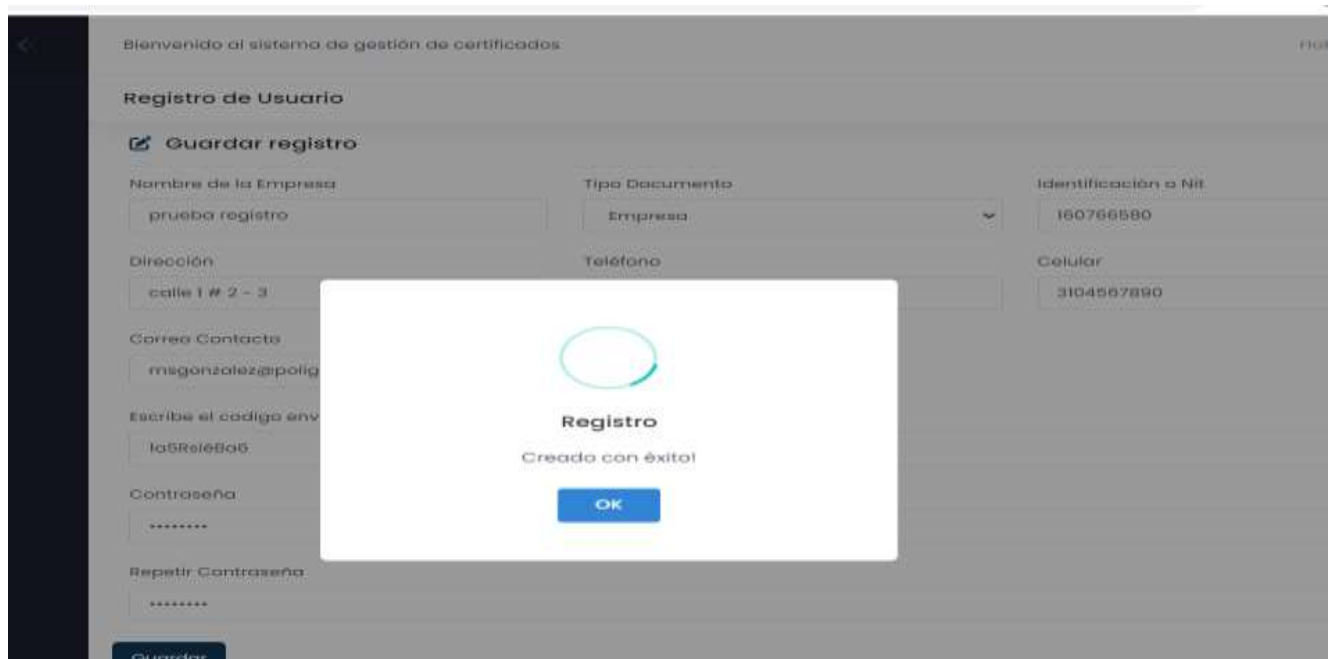 Bienvenido al sistema de gestión de certificados
Registro de Usuario
Guardar registro
Nombre de la Empresa
Tipo Documento
Identificación o Nit
prueba registro
Empresa
160766580
Dirección
Teléfono
Celular
calle 1 # 2 - 3
3104567890
Correo Contacto
msgonzalez@polig
Escribe el codigo env
Registro
Creado con éxito!
Contraseña
OK
••••••••
Repetir Contraseña
••••••••
Guardar